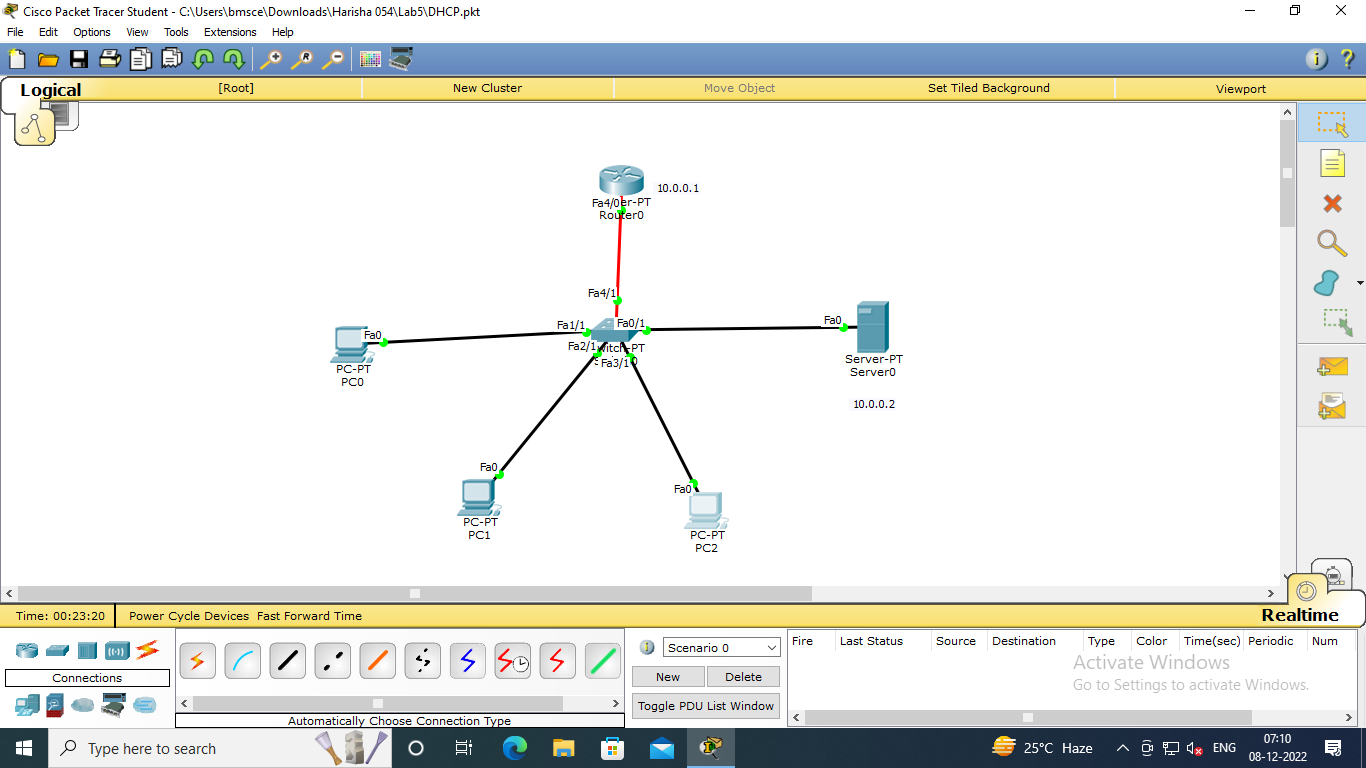 Cisco Packet Tracer Student - C:\Users\bmsce\Downloads\Harisha 054\Lab5\DHCP.pkt
File Edit Options View Tools Extensions Help
Logical [Root] New Cluster Move Object Set Tiled Background Viewport
10.0.0.1
Fa4/0 er-PT
Router0
Fa4/1
Fa0/1
Fa1/1
Fa2/1 witch-PT
Fa3/1
Fa0
PC-PT
PC0
Fa0
Server-PT
Server0
10.0.0.2
Fa0
PC-PT
PC1
Fa0
PC-PT
PC2
Time: 00:23:20 Power Cycle Devices Fast Forward Time Realtime
Connections
Automatically Choose Connection Type
Scenario 0
New Delete
Toggle PDU List Window
Fire Last Status Source Destination Type Color Time(sec) Periodic Num
Activate Windows
Go to Settings to activate Windows.
Type here to search
25°C Haze
ENG
07:10
08-12-2022